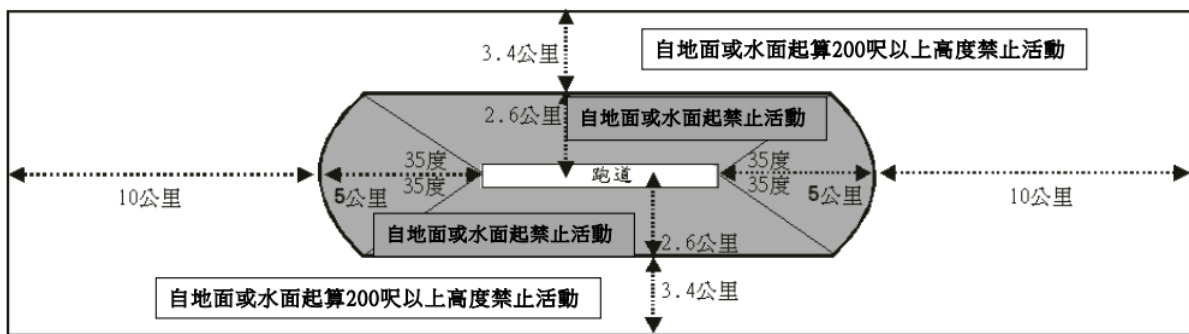 3.4公里
自地面或水面起算200呎以上高度禁止活動
2.6公里
自地面或水面起禁止活動
35度
35度
跑道
35度
35度
10公里
5公里
5公里
10公里
自地面或水面起禁止活動
2.6公里
自地面或水面起算200呎以上高度禁止活動
3.4公里